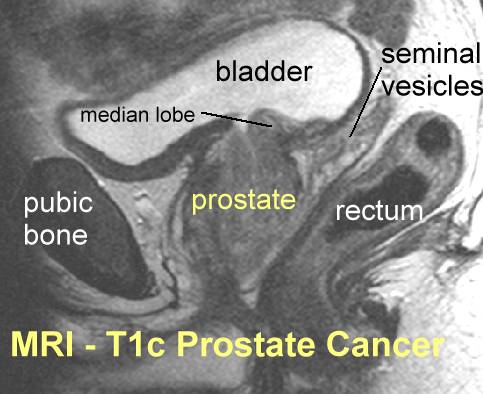 bladder
seminal
vesicles
median lobe
prostate
pubic
bone
rectum
MRI - T1c Prostate Cancer